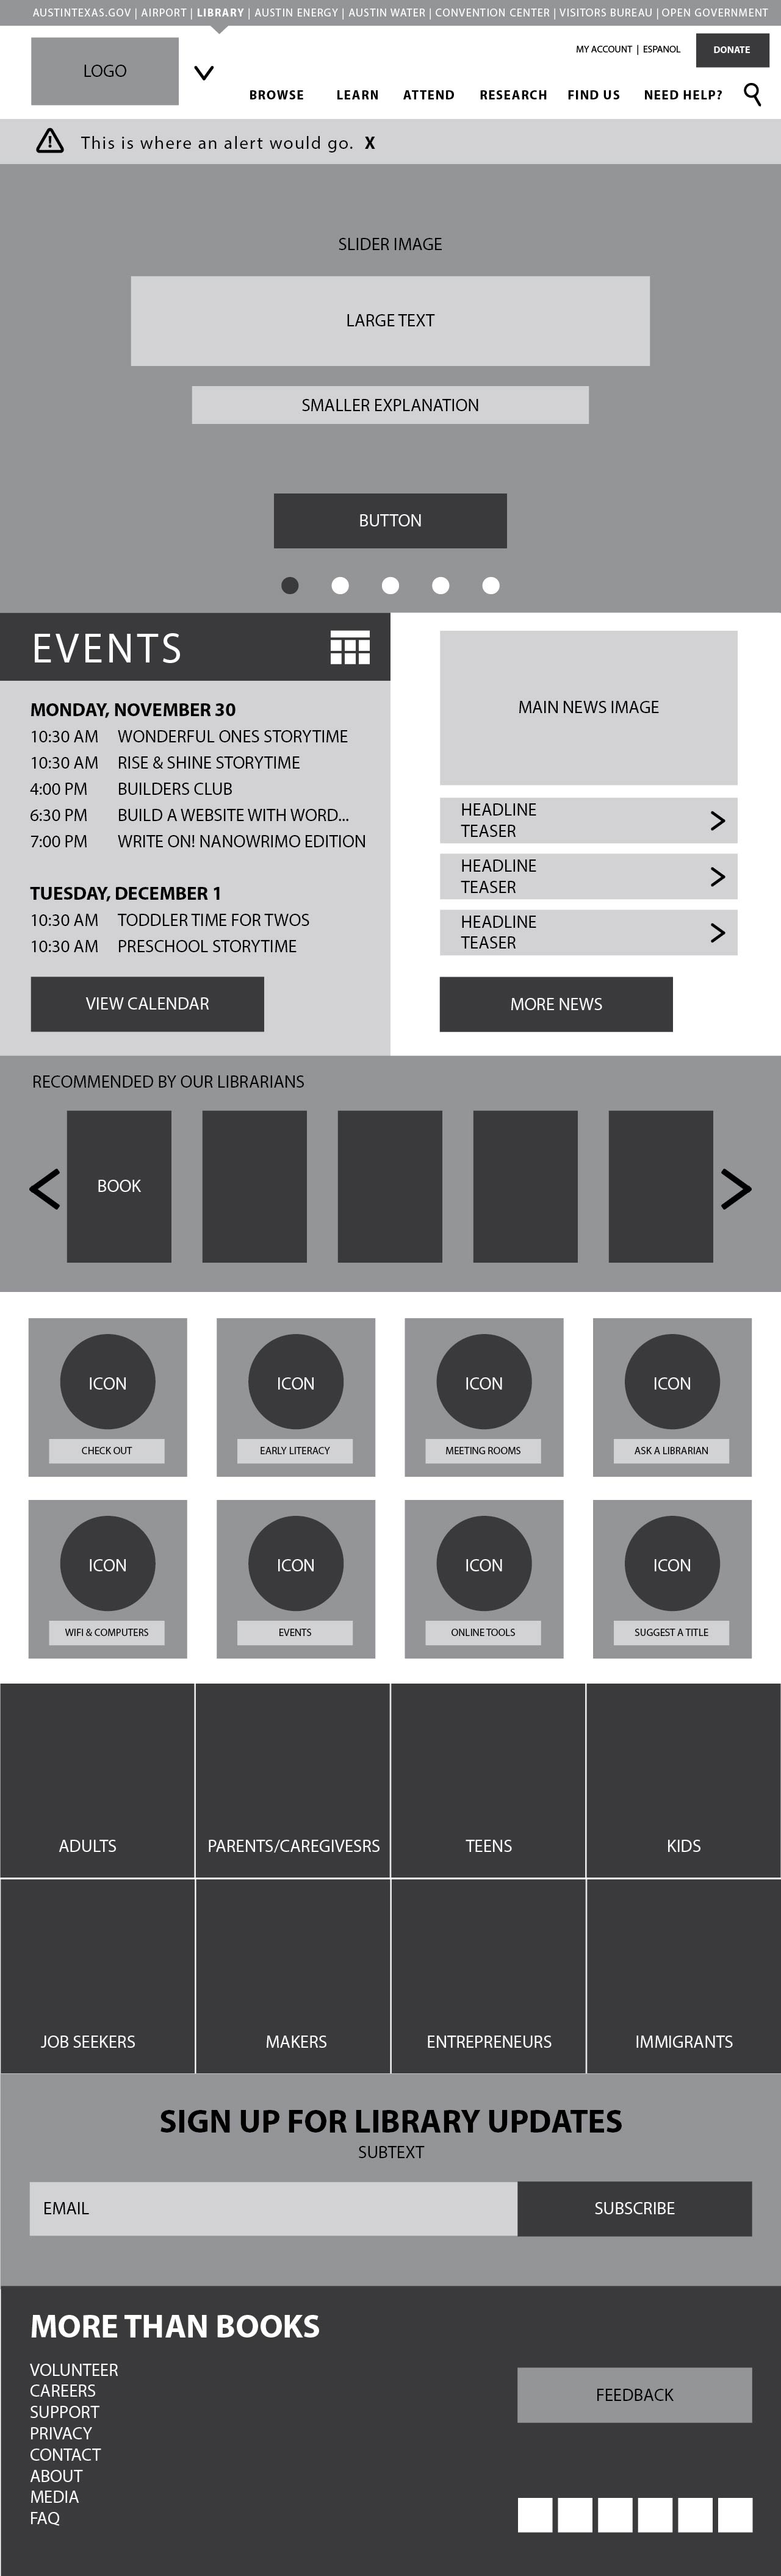 AUSTINTEXAS.GOV | AIRPORT | LIBRARY | AUSTIN ENERGY | AUSTIN WATER | CONVENTION CENTER | VISITORS BUREAU | OPEN GOVERNMENT
LOGO
MY ACCOUNT | ESPANOL
DONATE
BROWSE LEARN ATTEND RESEARCH FIND US NEED HELP?
This is where an alert would go. X
SLIDER IMAGE
LARGE TEXT
SMALLER EXPLANATION
BUTTON
EVENTS
MONDAY, NOVEMBER 30
10:30 AM WONDERFUL ONES STORYTIME
10:30 AM RISE & SHINE STORYTIME
4:00 PM BUILDERS CLUB
6:30 PM BUILD A WEBSITE WITH WORD...
7:00 PM WRITE ON! NANOWRIMO EDITION
TUESDAY, DECEMBER 1
10:30 AM TODDLER TIME FOR TWOS
10:30 AM PRESCHOOL STORYTIME
VIEW CALENDAR
MAIN NEWS IMAGE
HEADLINE
TEASER
HEADLINE
TEASER
HEADLINE
TEASER
MORE NEWS
RECOMMENDED BY OUR LIBRARIANS
BOOK
ICON ICON ICON ICON
CHECK OUT EARLY LITERACY MEETING ROOMS ASK A LIBRARIAN
ICON ICON ICON ICON
WIFI & COMPUTERS EVENTS ONLINE TOOLS SUGGEST A TITLE
ADULTS PARENTS/CAREGIVESRS TEENS KIDS
JOB SEEKERS MAKERS ENTREPRENEURS IMMIGRANTS
SIGN UP FOR LIBRARY UPDATES
SUBTEXT
EMAIL SUBSCRIBE
MORE THAN BOOKS
VOLUNTEER
CAREERS
SUPPORT
PRIVACY
CONTACT
ABOUT
MEDIA
FAQ
FEEDBACK